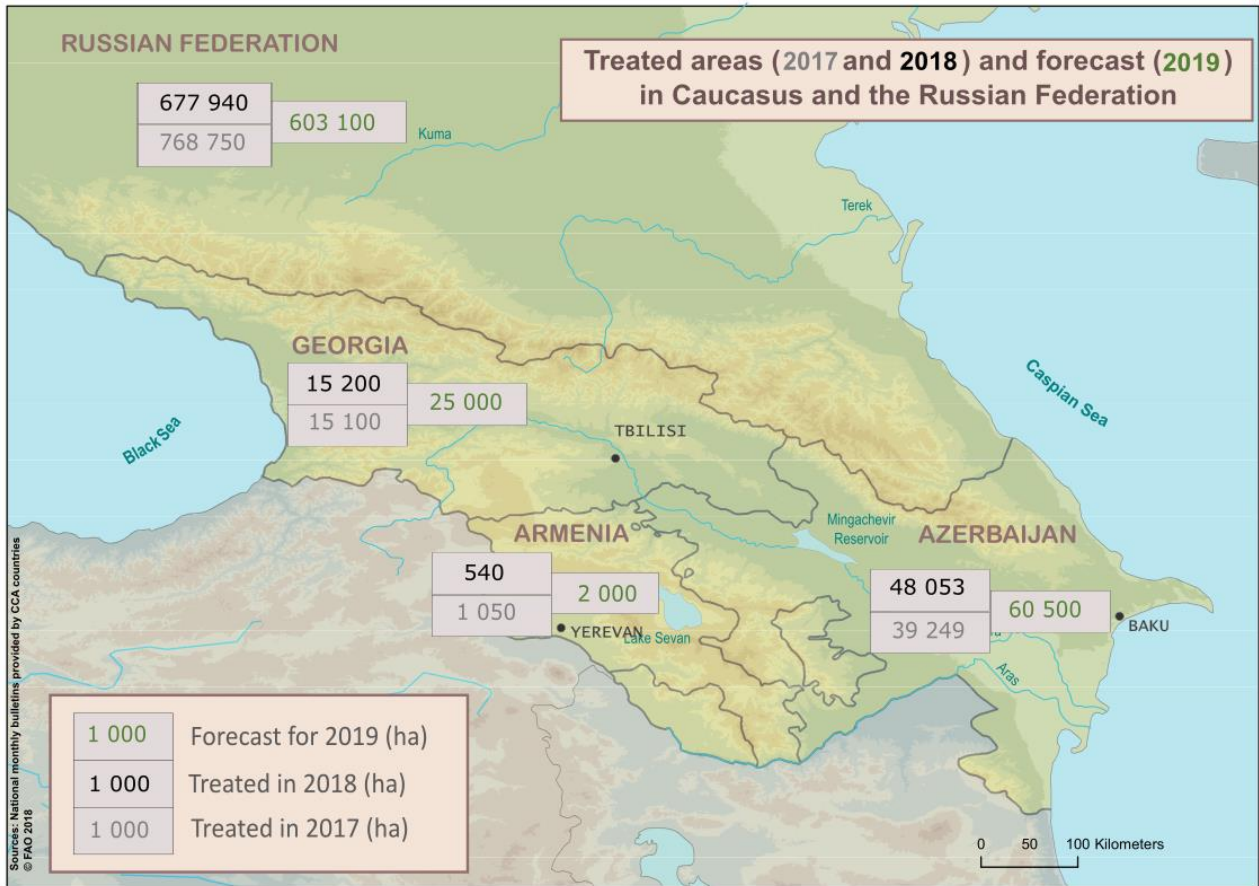 RUSSIAN FEDERATION
Treated areas (2017 and 2018) and forecast (2019)
in Caucasus and the Russian Federation
677 940
603 100
768 750
Kuma
Terek
GEORGIA
15 200
25 000
15 100
Caspian Sea
Black Sea
TBILISI
Mingachevir
Reservoir
ARMENIA
AZERBAIJAN
540
2 000
1 050
48 053
60 500
39 249
YEREVAN
Lake Sevan
BAKU
Aras
1 000 Forecast for 2019 (ha)
1 000 Treated in 2018 (ha)
1 000 Treated in 2017 (ha)
Sources: National monthly bulletins provided by CCA countries
© FAO 2018
0 50 100 Kilometers